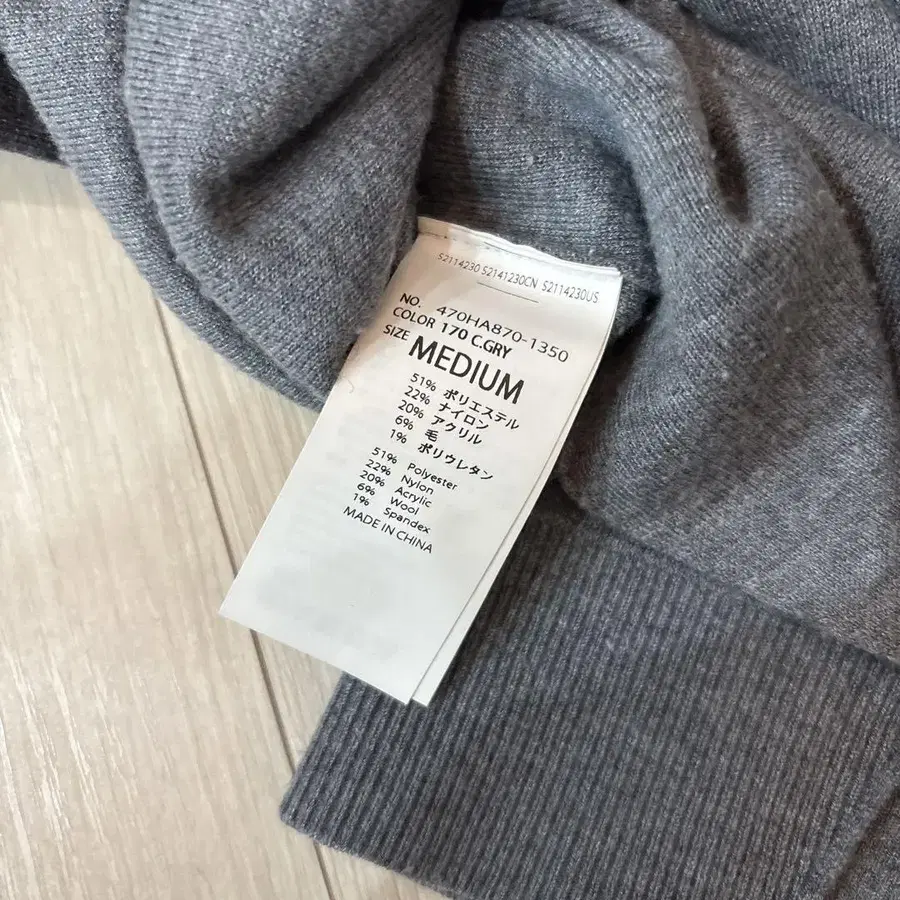 S2114230 S2141230CN S2114230US
NO. 470HA870-1350
COLOR 170 C.GRY
SIZE MEDIUM
51% ポリエステル
22% ナイロン
20% アクリル
6% 毛
1% ポリウレタン
51% Polyester
22% Nylon
20% Acrylic
6% Wool
1% Spandex
MADE IN CHINA